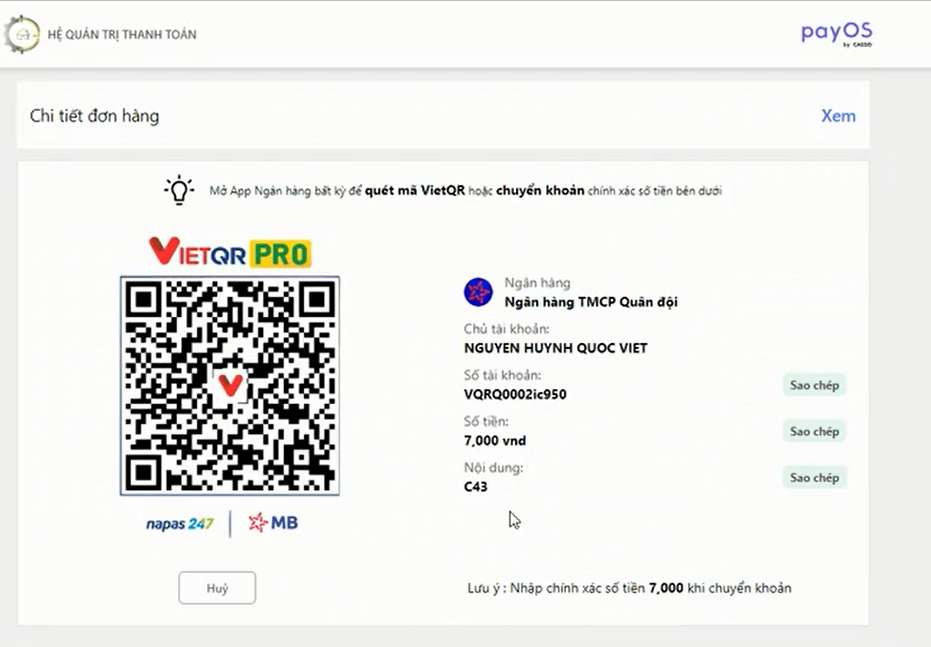 HỆ QUẢN TRỊ THANH TOÁN
payOS
by CASSO
Chi tiết đơn hàng
Xem
Mở App Ngân hàng bất kỳ để quét mã VietQR hoặc chuyển khoản chính xác số tiền bên dưới
VIETQR PRO
Ngân hàng
Ngân hàng TMCP Quân đội
Chủ tài khoản:
NGUYEN HUYNH QUOC VIET
Số tài khoản:
VQRQ0002ic950
Sao chép
Số tiền:
7,000 vnd
Sao chép
Nội dung:
C43
Sao chép
napas 247
MB
Huỷ
Lưu ý : Nhập chính xác số tiền 7,000 khi chuyển khoản